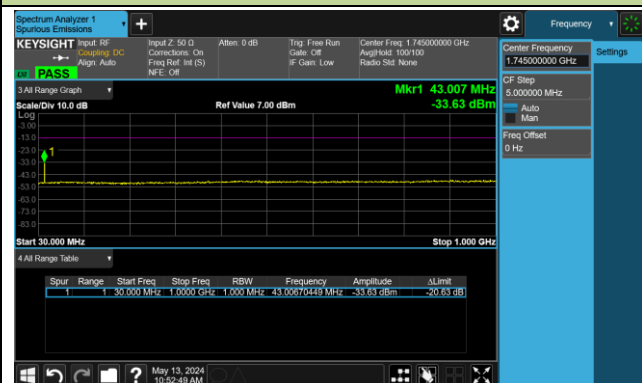 Spectrum Analyzer 1
Spurious Emissions
Frequency
KEYSIGHT
Input: RF
Coupling: DC
Align: Auto
Input Z: 50 Ω
Corrections: On
Freq Ref: Int (S)
NFE: Off
Atten: 0 dB
Trig: Free Run
Gate: Off
IF Gain: Low
Center Freq: 1.745000000 GHz
Avg|Hold: 100/100
Radio Std: None
PASS
Center Frequency
1.745000000 GHz
Settings
CF Step
5.000000 MHz
Auto
Man
Freq Offset
0 Hz
3 All Range Graph
Mkr1 43.007 MHz
Scale/Div 10.0 dB
Ref Value 7.00 dBm
-33.63 dBm
Log
-3.00
-13.0
-23.0
-33.0
-43.0
-53.0
-63.0
-73.0
-83.0
1
Start 30.000 MHz
Stop 1.000 GHz
4 All Range Table
Spur Range Start Freq Stop Freq RBW Frequency Amplitude ΔLimit
1 1 30.000 MHz 1.0000 GHz 1.000 MHz 43.00670449 MHz -33.63 dBm -20.63 dB
?
May 13, 2024
10:52:49 AM